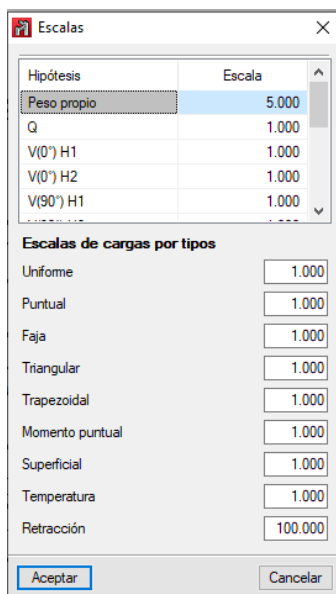 Escalas
Hipótesis Escala
Peso propio 5.000
Q 1.000
V(0°) H1 1.000
V(0°) H2 1.000
V(90°) H1 1.000
Escalas de cargas por tipos
Uniforme 1.000
Puntual 1.000
Faja 1.000
Triangular 1.000
Trapezoidal 1.000
Momento puntual 1.000
Superficial 1.000
Temperatura 1.000
Retracción 100.000
Aceptar Cancelar